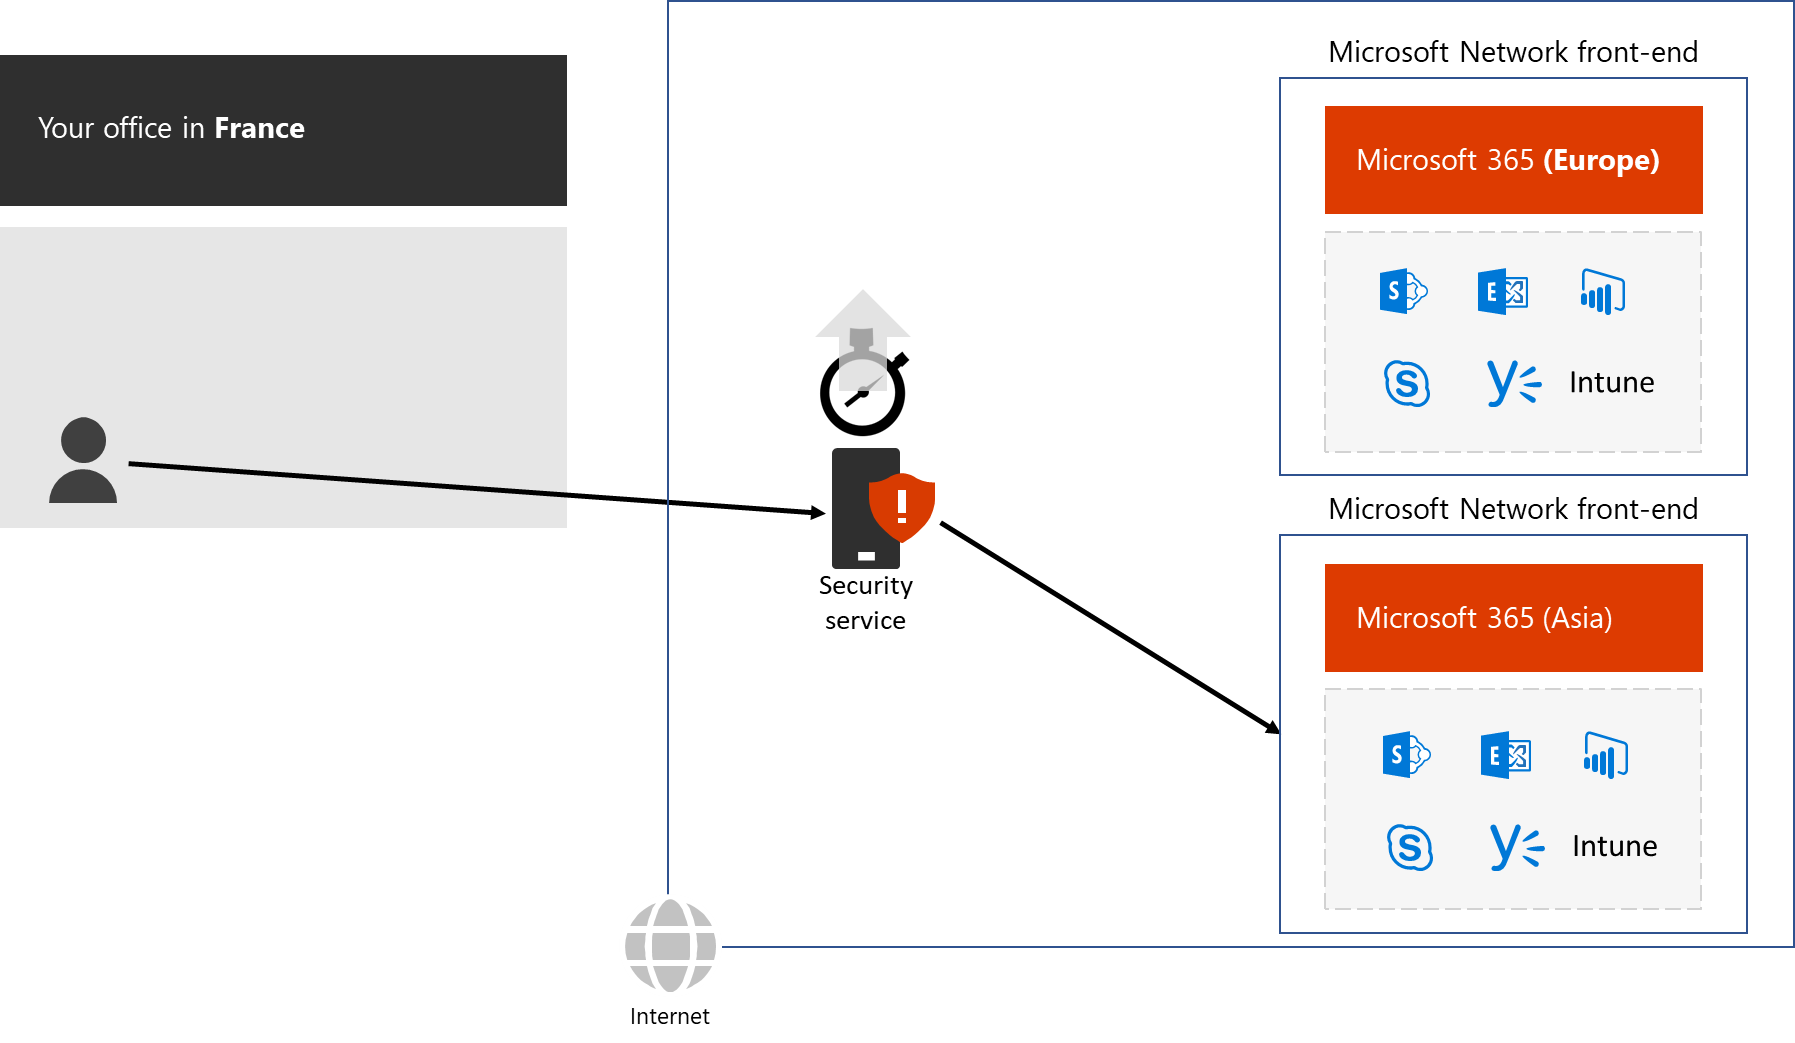 Your office in France
Microsoft Network front-end
Microsoft 365 (Europe)
S
E
S
y
Intune
Security
service
Microsoft Network front-end
Microsoft 365 (Asia)
S
E
S
y
Intune
Internet